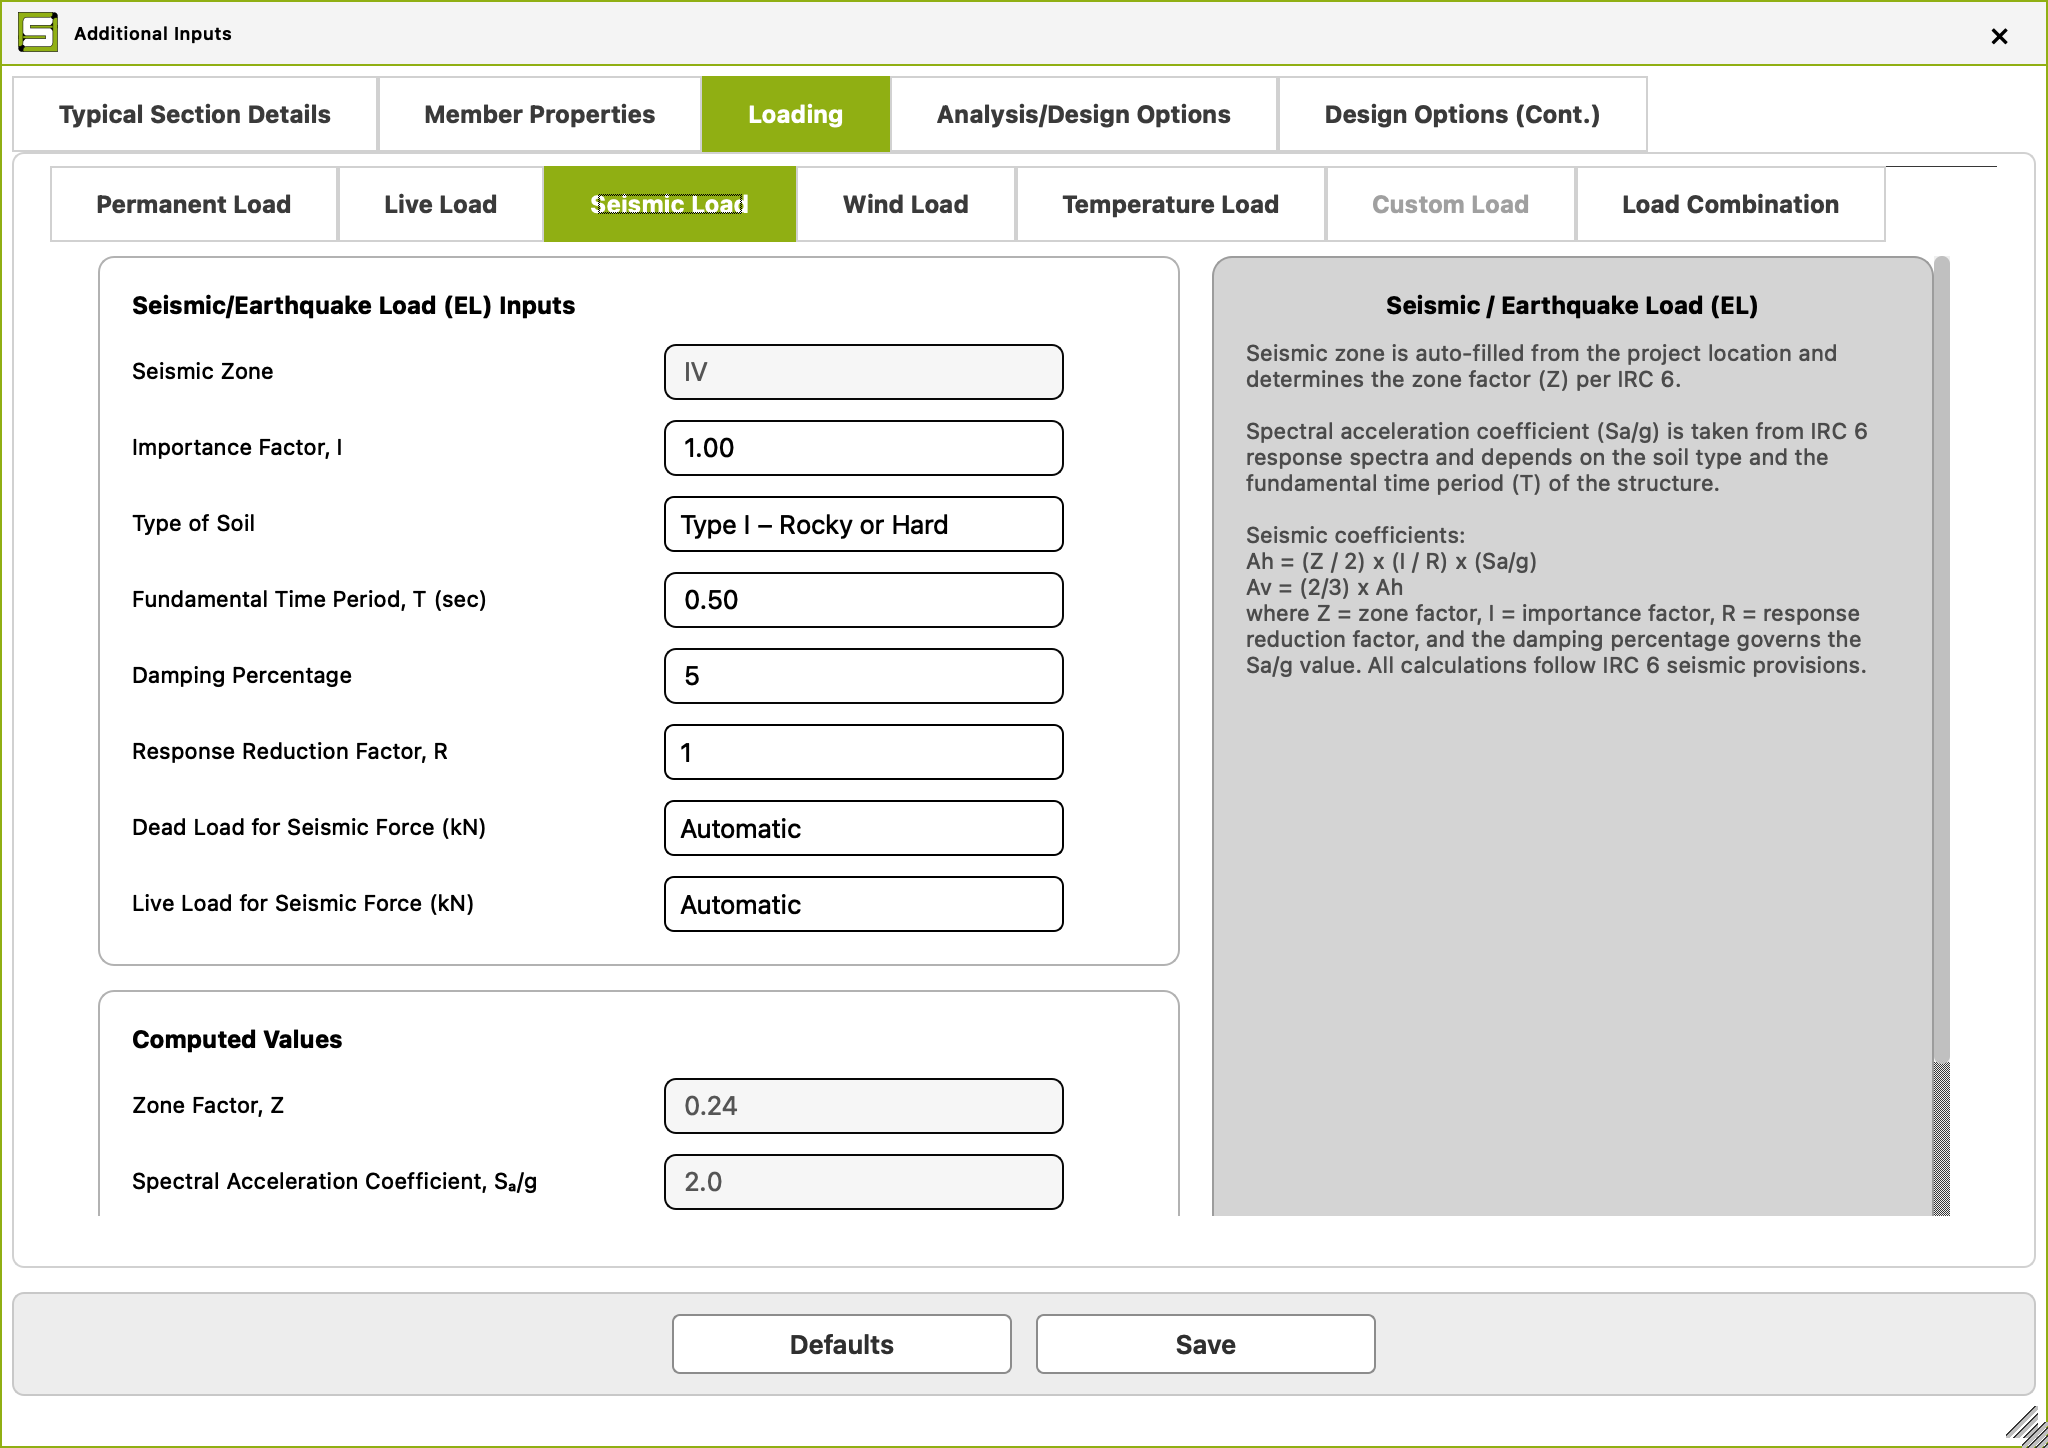 Additional Inputs
Typical Section Details
Member Properties
Loading
Analysis/Design Options
Design Options (Cont.)
Permanent Load
Live Load
Seismic Load
Wind Load
Temperature Load
Custom Load
Load Combination
Seismic/Earthquake Load (EL) Inputs
Seismic Zone
IV
Importance Factor, I
1.00
Type of Soil
Type I – Rocky or Hard
Fundamental Time Period, T (sec)
0.50
Damping Percentage
5
Response Reduction Factor, R
1
Dead Load for Seismic Force (kN)
Automatic
Live Load for Seismic Force (kN)
Automatic
Computed Values
Zone Factor, Z
0.24
Spectral Acceleration Coefficient, Sₐ/g
2.0
Seismic / Earthquake Load (EL)
Seismic zone is auto-filled from the project location and
determines the zone factor (Z) per IRC 6.
Spectral acceleration coefficient (Sa/g) is taken from IRC 6
response spectra and depends on the soil type and the
fundamental time period (T) of the structure.
Seismic coefficients:
Ah = (Z / 2) x (I / R) x (Sa/g)
Av = (2/3) x Ah
where Z = zone factor, I = importance factor, R = response
reduction factor, and the damping percentage governs the
Sa/g value. All calculations follow IRC 6 seismic provisions.
Defaults
Save